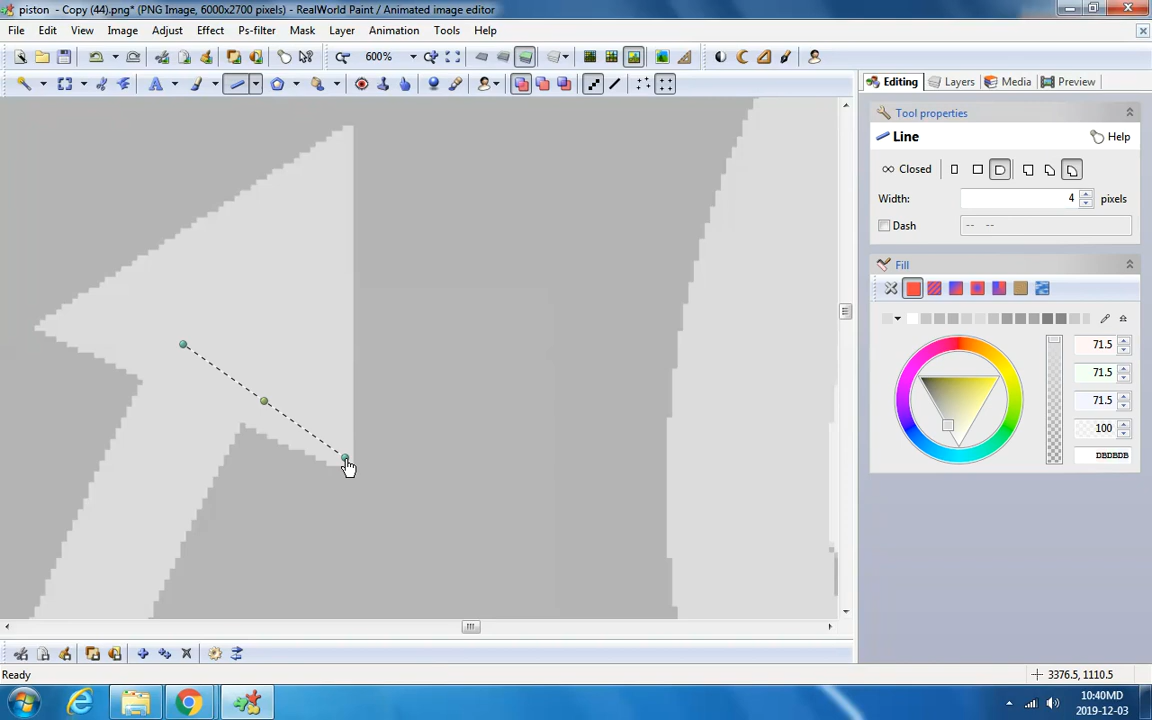 piston - Copy (44).png* (PNG Image, 6000x2700 pixels) - RealWorld Paint / Animated image editor
File Edit View Image Adjust Effect Ps-filter Mask Layer Animation Tools Help
600%
Editing Layers Media Preview
Tool properties
Line Help
Closed
Width: 4 pixels
Dash -- --
Fill
71.5
71.5
71.5
100
DBDBDB
Ready 3376.5, 1110.5
10:40MD
2019-12-03